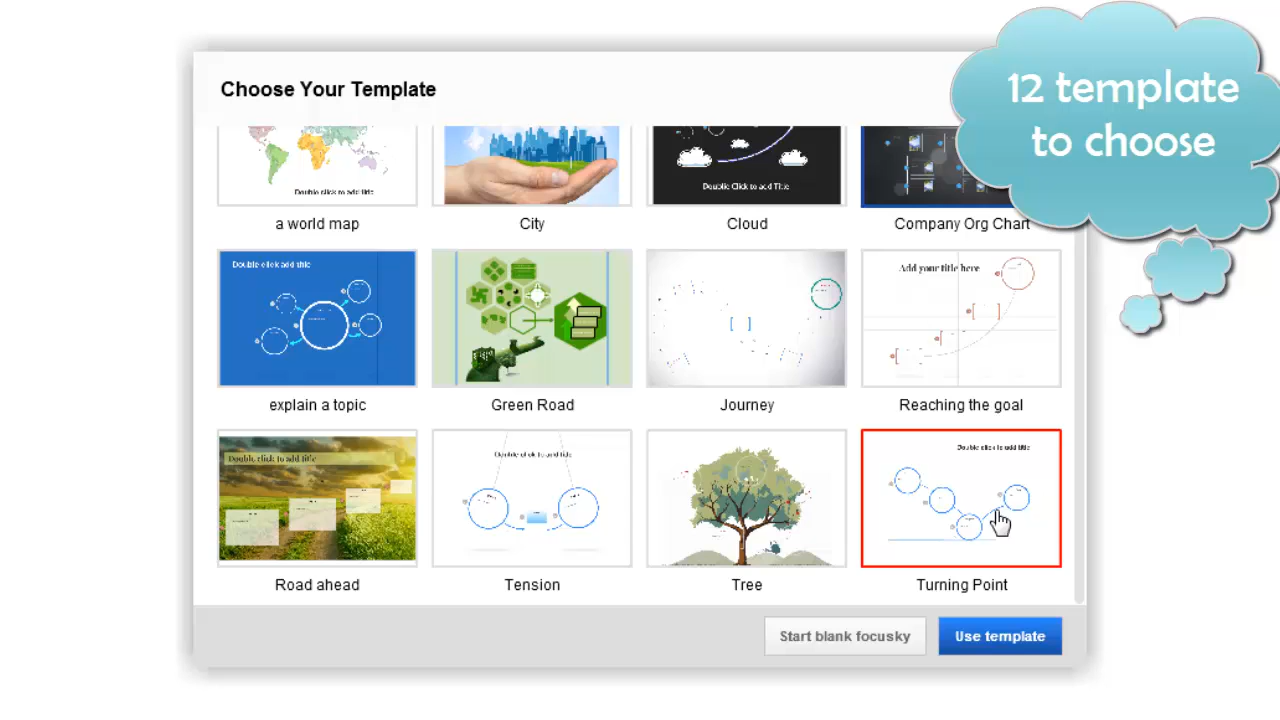 12 template
to choose
Choose Your Template
Double click to add title
Double Click to add Title
a world map
City
Cloud
Company Org Chart
Double click add title
Add your title here
explain a topic
Green Road
Journey
Reaching the goal
Double click to add title
Double click to add title
Double click to add title
Road ahead
Tension
Tree
Turning Point
Start blank focusky
Use template